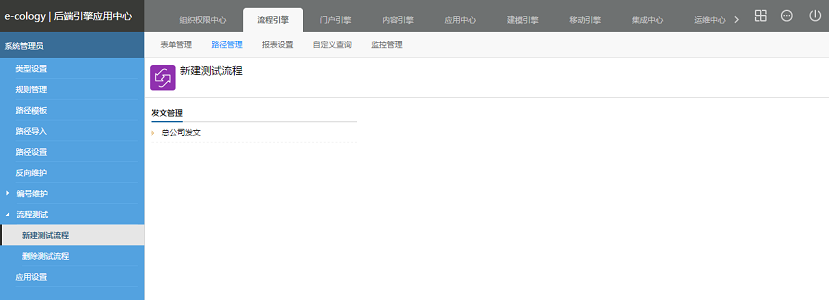 e-cology | 后端引擎应用中心
组织权限中心 流程引擎 门户引擎 内容引擎 应用中心 建模引擎 移动引擎 集成中心 运维中心
系统管理员
表单管理 路径管理 报表设置 自定义查询 监控管理
类型设置
规则管理
路径模板
路径导入
路径设置
反向维护
编号维护
流程测试
新建测试流程
删除测试流程
应用设置
新建测试流程
发文管理
总公司发文